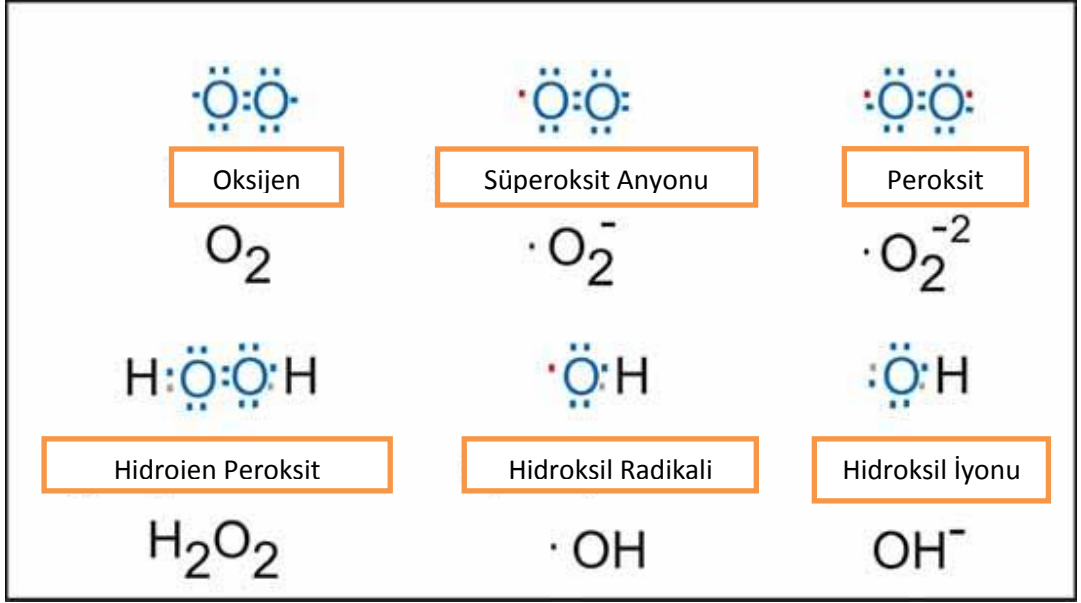 ·O:O·
·O:O:
:O:O:
Oksijen
Süperoksit Anyonu
Peroksit
O₂
·O₂⁻
·O₂⁻²
H:O:O:H
·O:H
:O:H
Hidroien Peroksit
Hidroksil Radikali
Hidroksil İyonu
H₂O₂
·OH
OH⁻